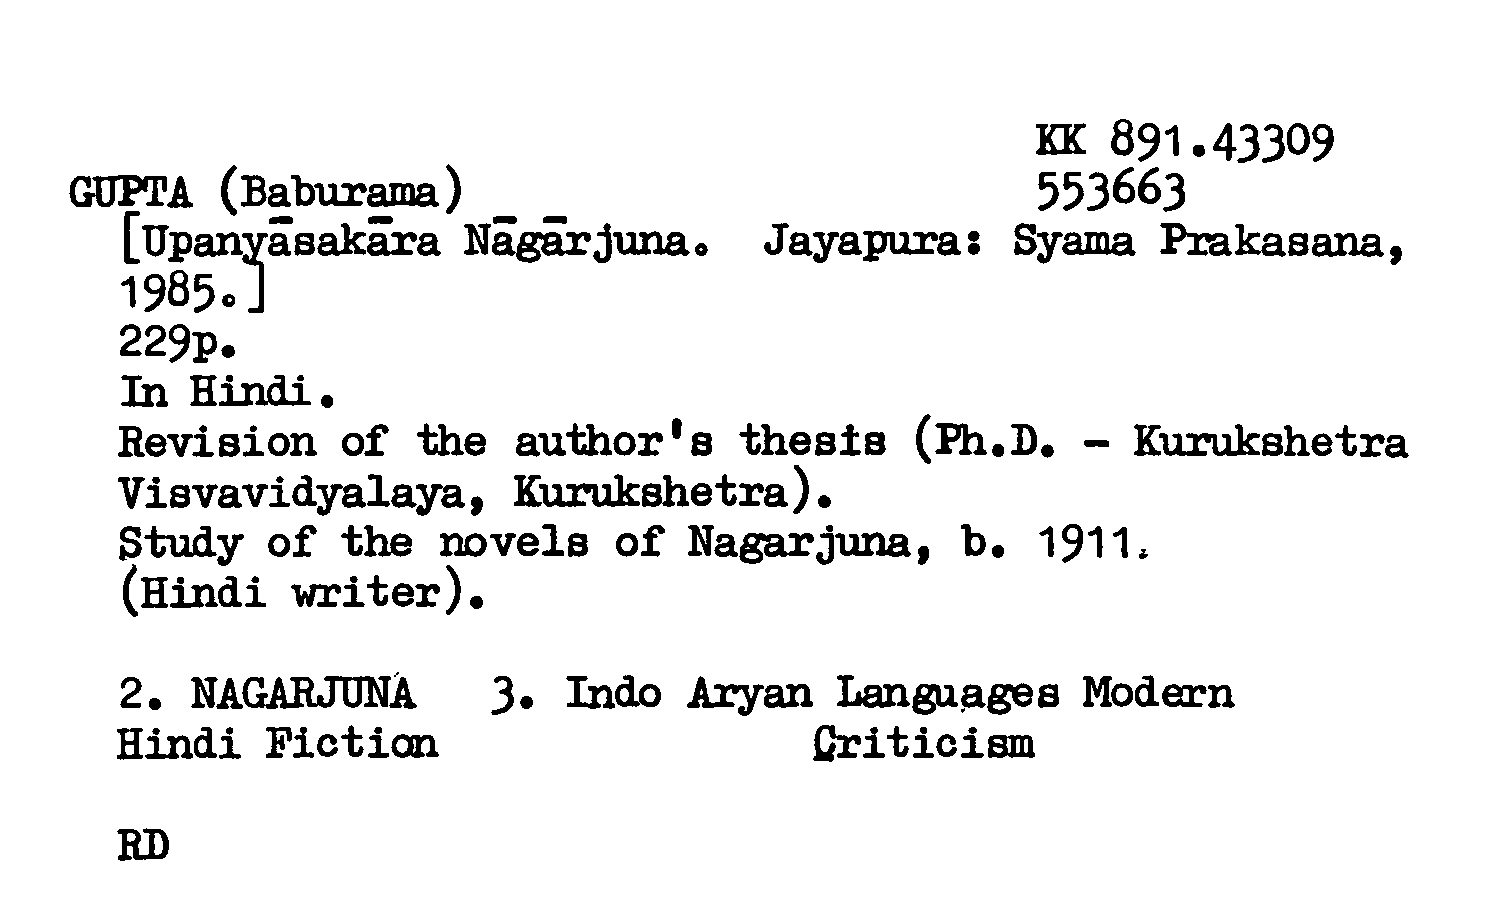 KK 891.43309
GUPTA (Baburama) 553663
[Upanyāsakāra Nāgārjuna. Jayapura: Syama Prakasana,
1985.]
229p.
In Hindi.
Revision of the author's thesis (Ph.D. - Kurukshetra
Visvavidyalaya, Kurukshetra).
Study of the novels of Nagarjuna, b. 1911.
(Hindi writer).
2. NAGARJUNA 3. Indo Aryan Languages Modern
Hindi Fiction Criticism
RD